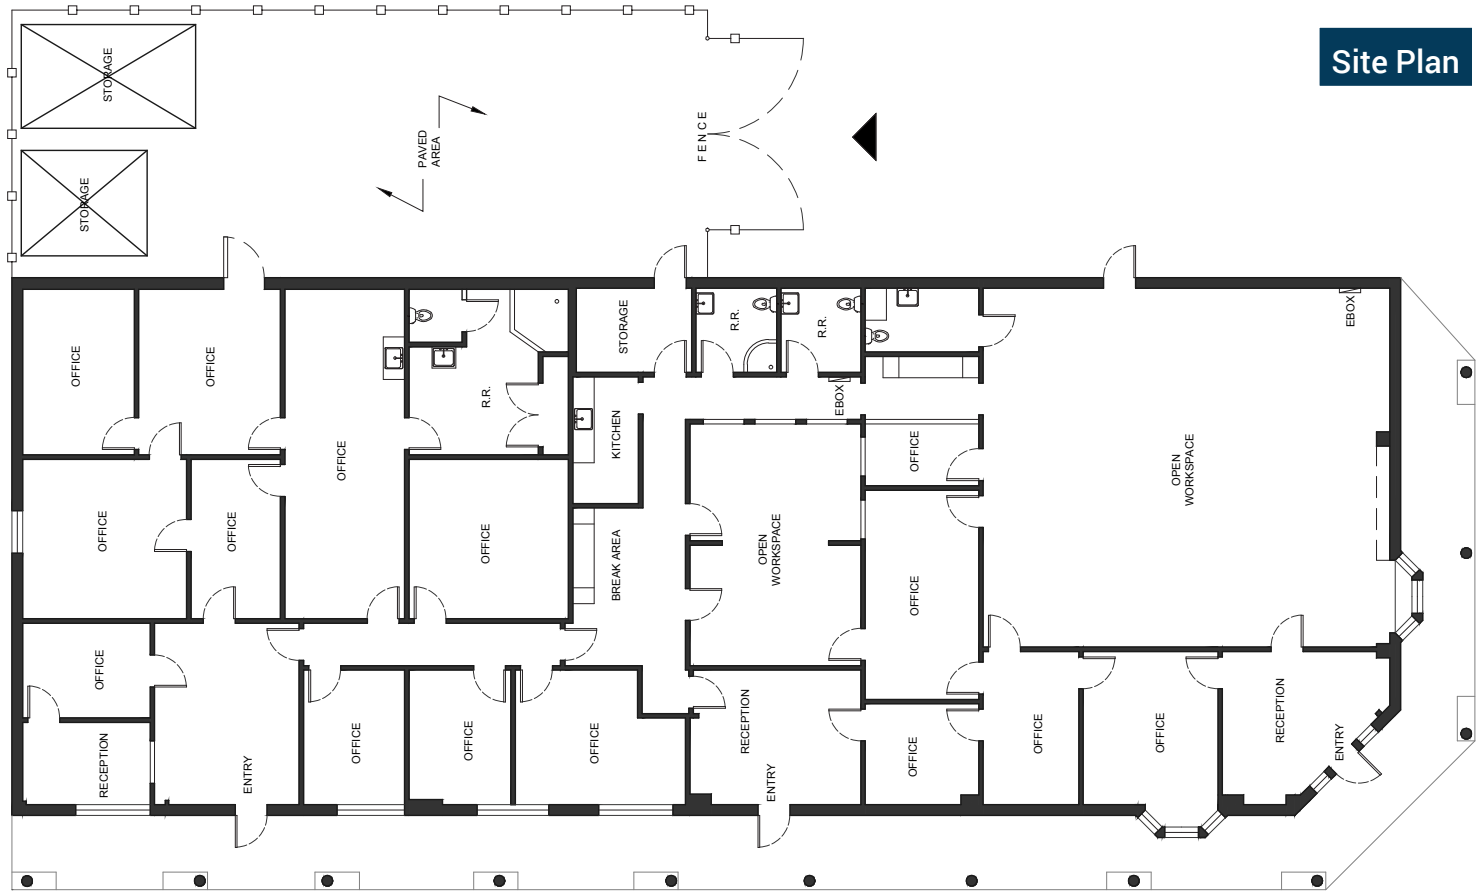 Site Plan
STORAGE
STORAGE
PAVED
AREA
FENCE
OFFICE
OFFICE
OFFICE
R.R.
STORAGE
R.R.
R.R.
EBOX
EBOX
KITCHEN
OFFICE
OPEN
WORKSPACE
OFFICE
OFFICE
OFFICE
BREAK AREA
OPEN
WORKSPACE
OFFICE
OFFICE
RECEPTION
ENTRY
OFFICE
OFFICE
OFFICE
RECEPTION
ENTRY
OFFICE
OFFICE
OFFICE
RECEPTION
ENTRY